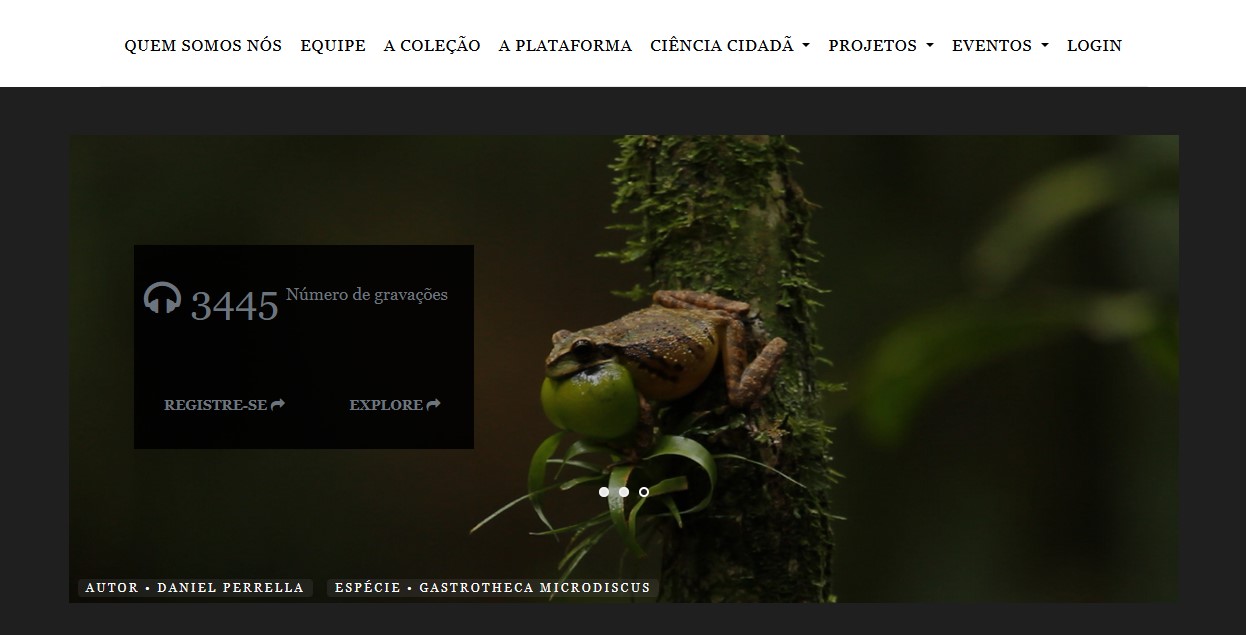 QUEM SOMOS NÓS EQUIPE A COLEÇÃO A PLATAFORMA CIÊNCIA CIDADÃ PROJETOS EVENTOS LOGIN
3445 Número de gravações
REGISTRE-SE EXPLORE
AUTOR • DANIEL PERRELLA ESPÉCIE • GASTROTHECA MICRODISCUS